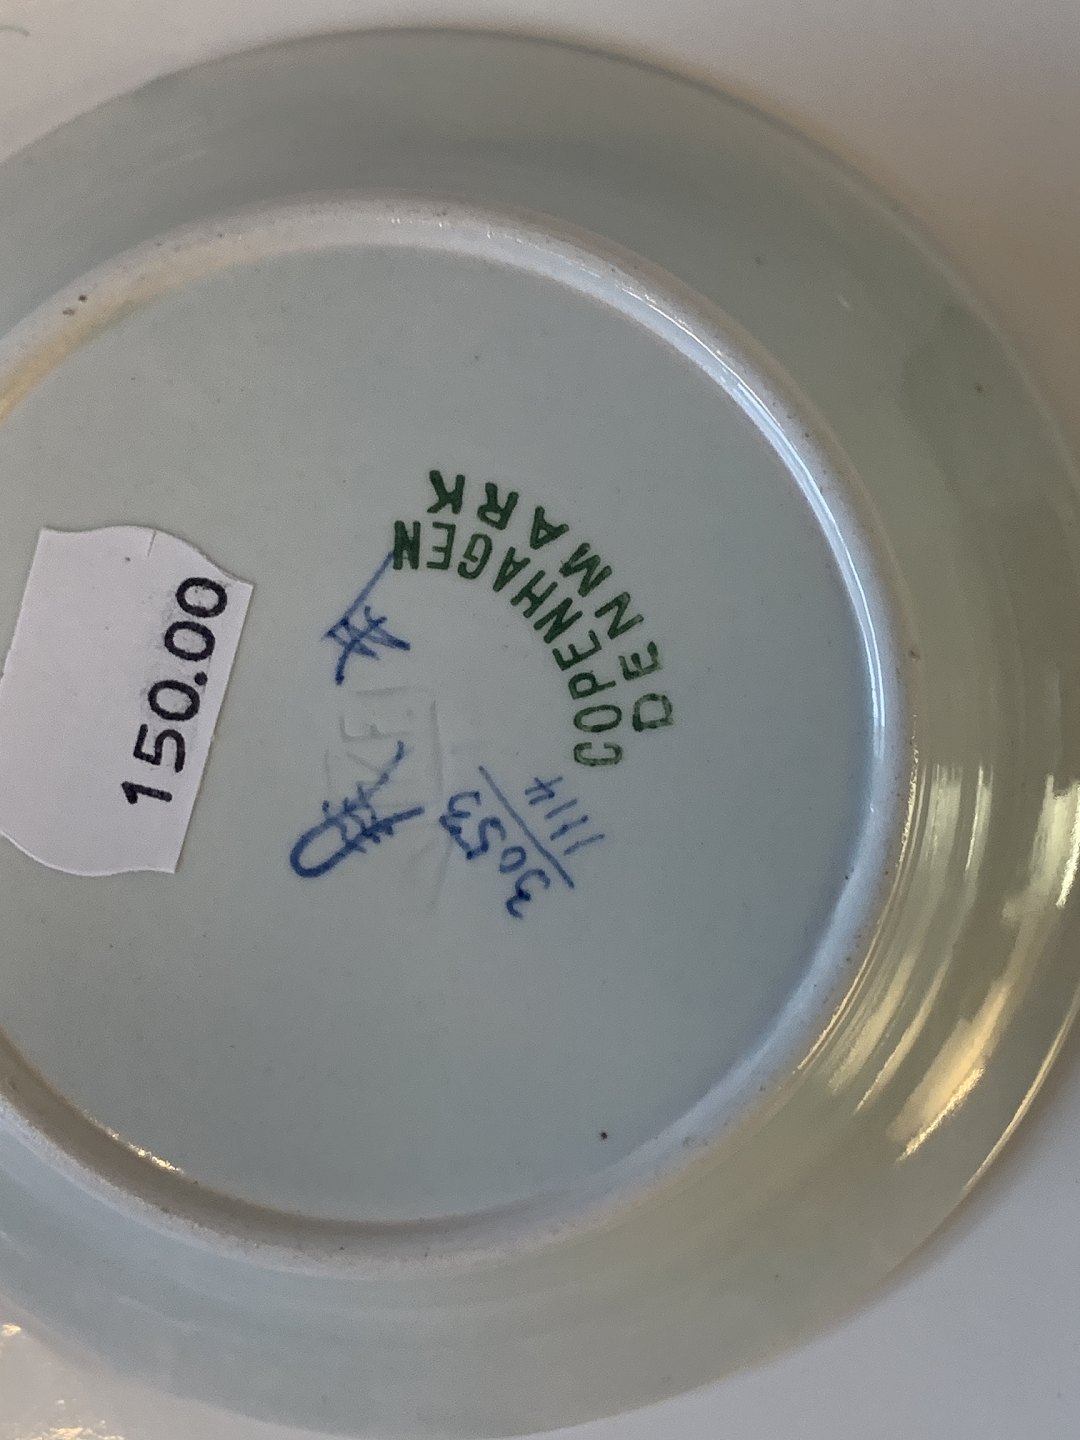 COPENHAGEN
DENMARK
1114
3053
150.00